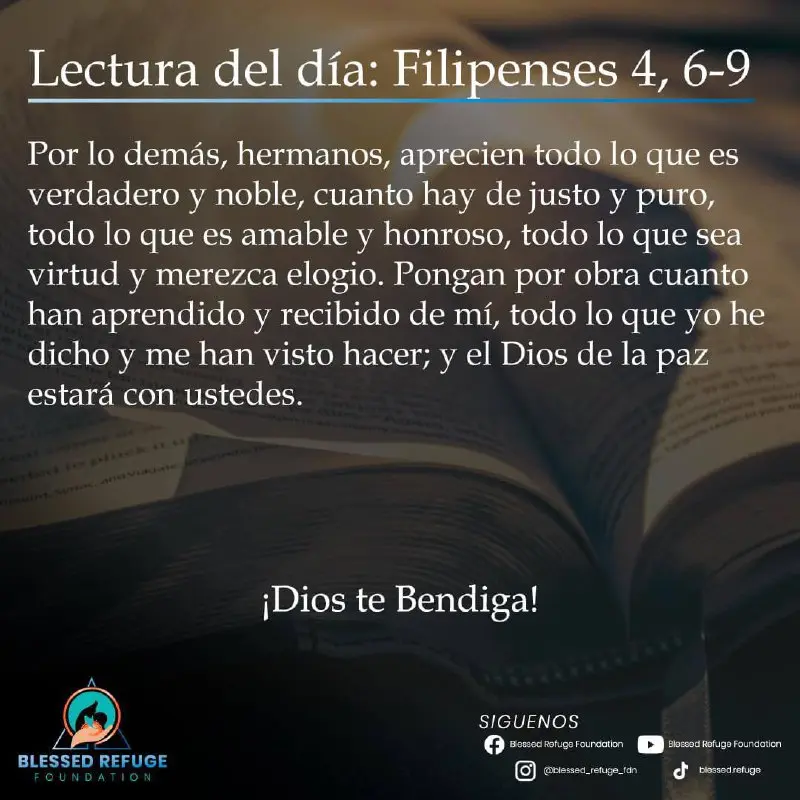 Lectura del día: Filipenses 4, 6-9
Por lo demás, hermanos, aprecien todo lo que es
verdadero y noble, cuanto hay de justo y puro,
todo lo que es amable y honroso, todo lo que sea
virtud y merezca elogio. Pongan por obra cuanto
han aprendido y recibido de mí, todo lo que yo he
dicho y me han visto hacer; y el Dios de la paz
estará con ustedes.
¡Dios te Bendiga!
BLESSED REFUGE
FOUNDATION
SIGUENOS
Blessed Refuge Foundation
Blessed Refuge Foundation
@blessed_refuge_fdn
blessed.refuge